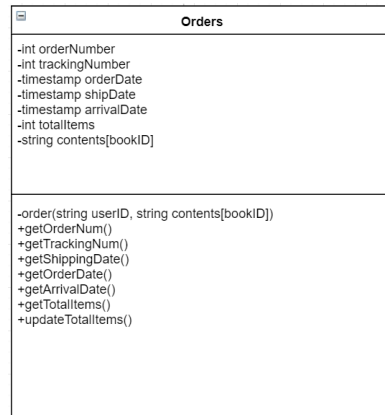 Orders
-int orderNumber
-int trackingNumber
-timestamp orderDate
-timestamp shipDate
-timestamp arrivalDate
-int totalItems
-string contents[bookID]
-order(string userID, string contents[bookID])
+getOrderNum()
+getTrackingNum()
+getShippingDate()
+getOrderDate()
+getArrivalDate()
+getTotalItems()
+updateTotalItems()